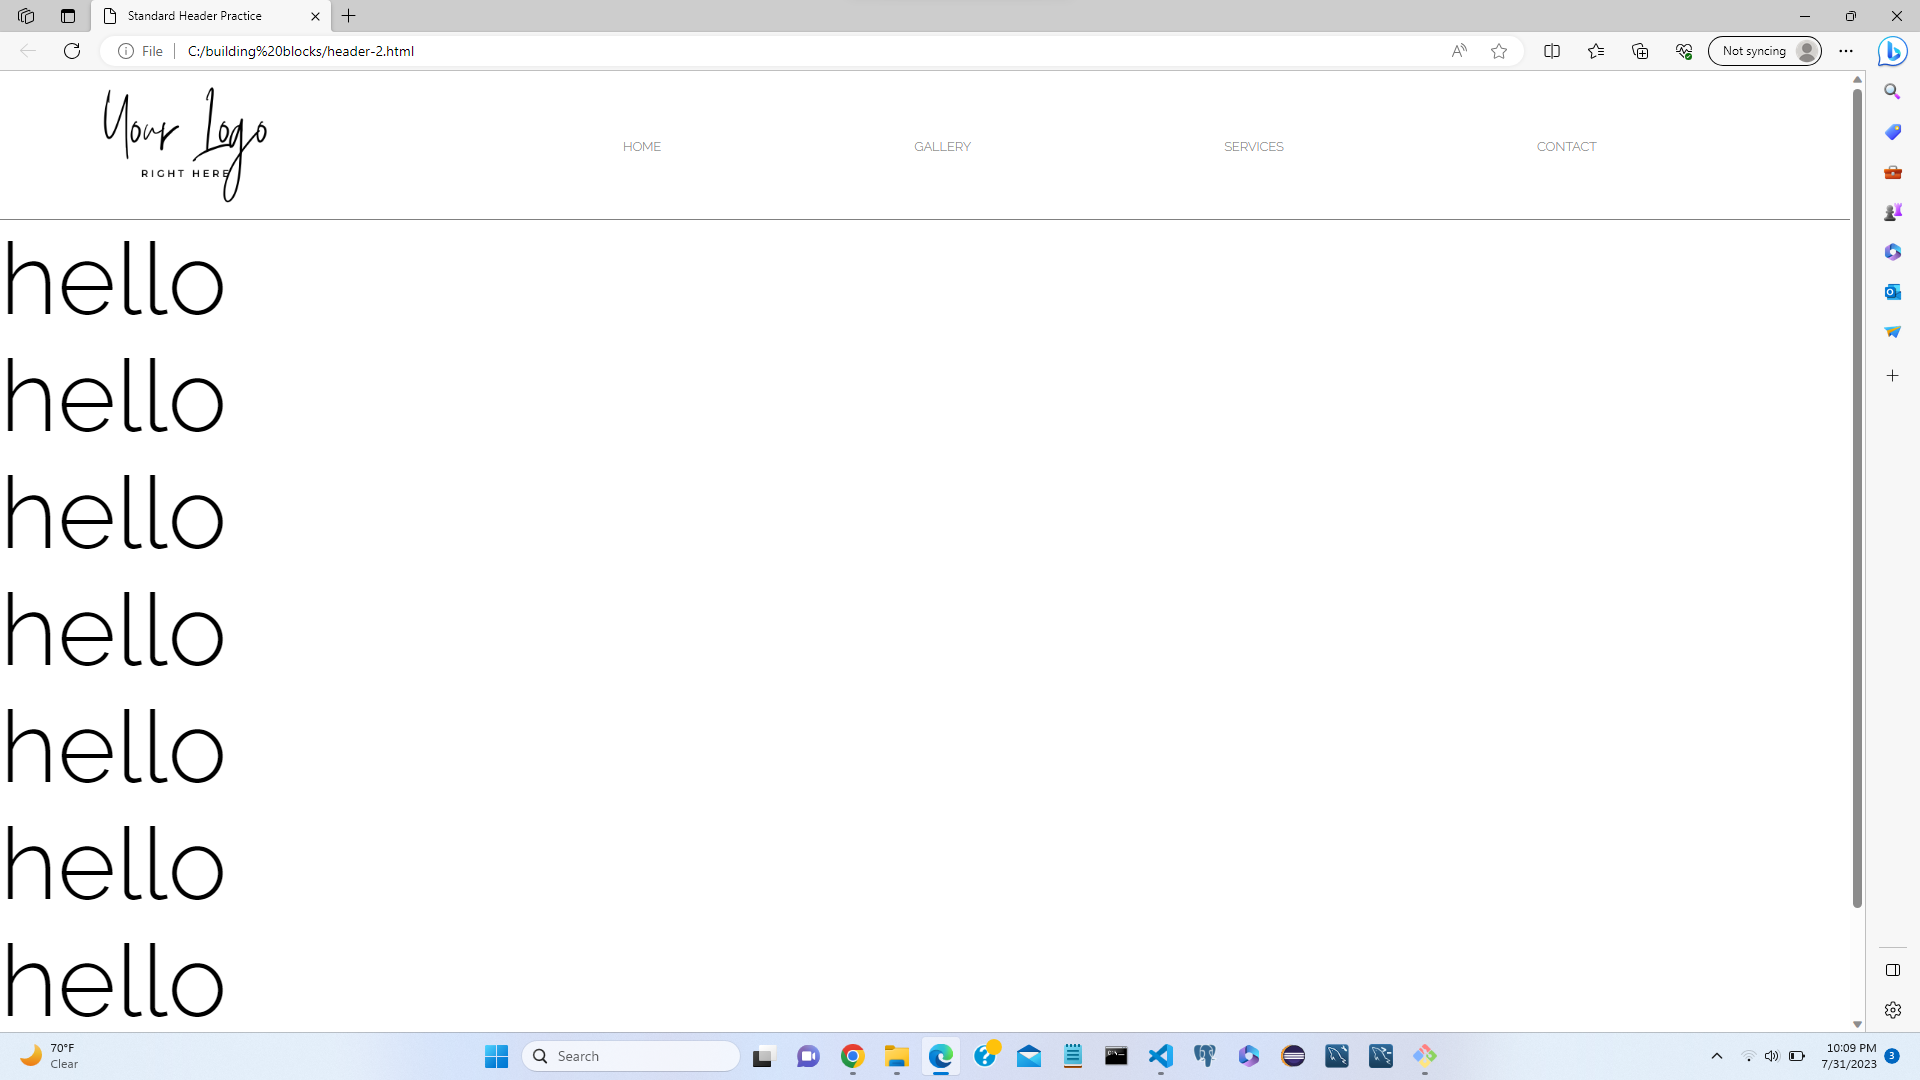 Standard Header Practice
File C:/building%20blocks/header-2.html Not syncing
Your Logo
RIGHT HERE
HOME GALLERY SERVICES CONTACT
hello
hello
hello
hello
hello
hello
hello
70°F
Clear
Search
10:09 PM
7/31/2023
3